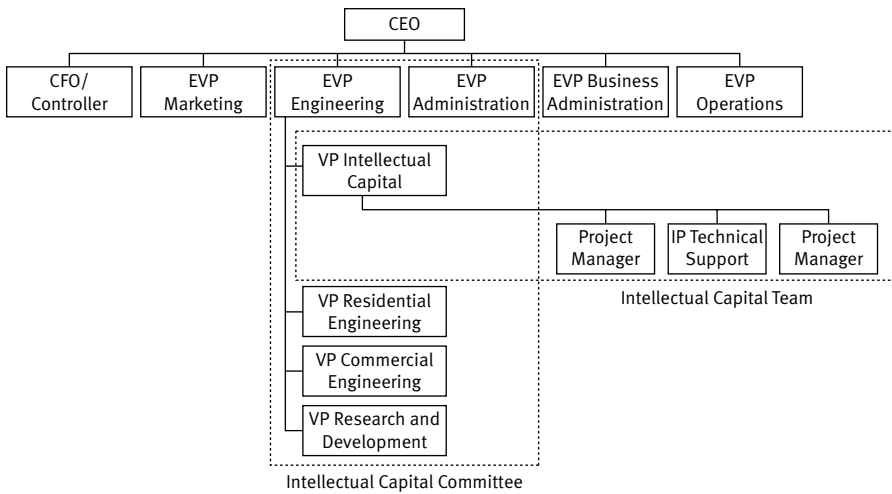 CEO
CFO/
Controller
EVP
Marketing
EVP
Engineering
EVP
Administration
EVP Business
Administration
EVP
Operations
VP Intellectual
Capital
Project
Manager
IP Technical
Support
Project
Manager
Intellectual Capital Team
VP Residential
Engineering
VP Commercial
Engineering
VP Research and
Development
Intellectual Capital Committee